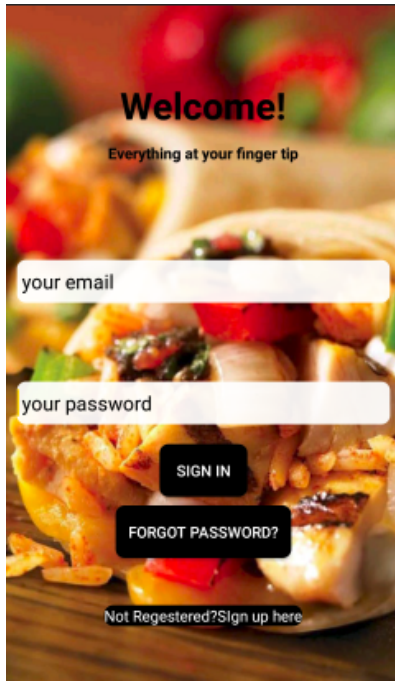 Welcome!
Everything at your finger tip
your email
your password
SIGN IN
FORGOT PASSWORD?
Not Regestered?SIgn up here